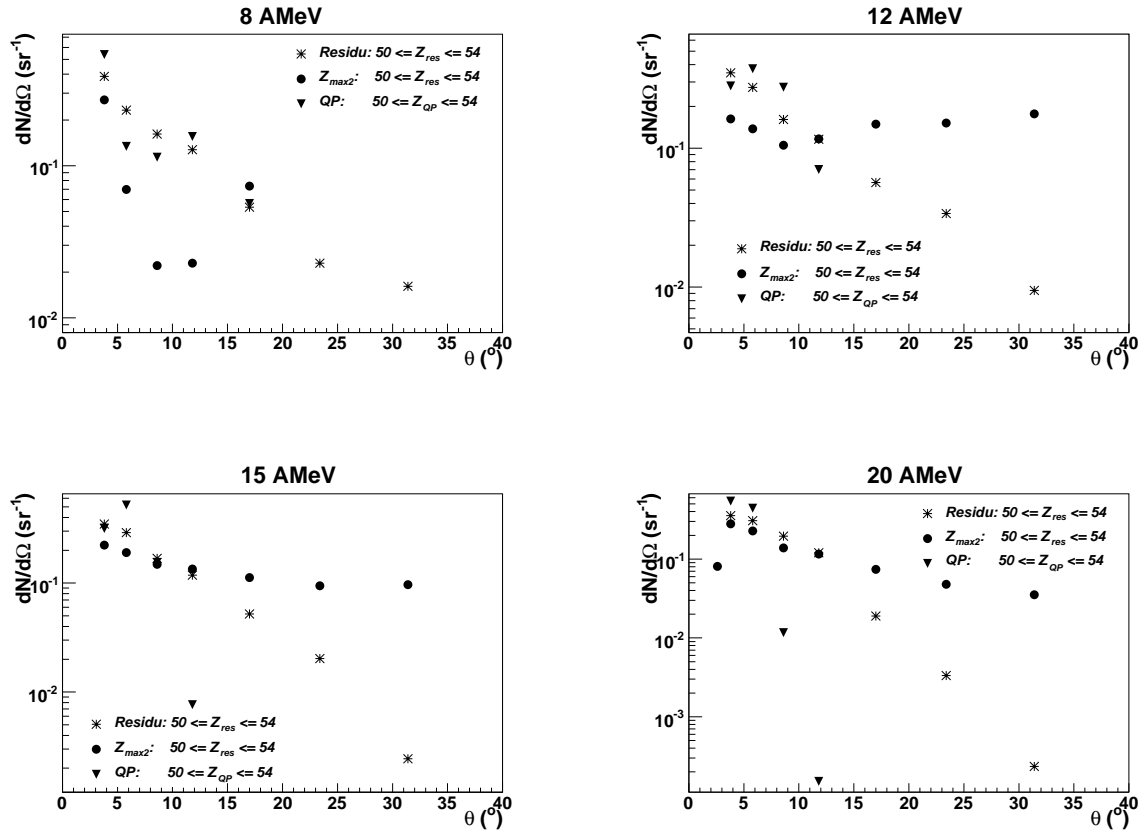 8 AMeV
dN/dΩ (sr⁻¹)
10⁻¹
10⁻²
Residu: 50 <= Z_res <= 54
Z_max2: 50 <= Z_res <= 54
QP: 50 <= Z_QP <= 54
0 5 10 15 20 25 30 35 40
θ (°)
12 AMeV
dN/dΩ (sr⁻¹)
10⁻¹
10⁻²
Residu: 50 <= Z_res <= 54
Z_max2: 50 <= Z_res <= 54
QP: 50 <= Z_QP <= 54
0 5 10 15 20 25 30 35 40
θ (°)
15 AMeV
dN/dΩ (sr⁻¹)
10⁻¹
10⁻²
Residu: 50 <= Z_res <= 54
Z_max2: 50 <= Z_res <= 54
QP: 50 <= Z_QP <= 54
0 5 10 15 20 25 30 35 40
θ (°)
20 AMeV
dN/dΩ (sr⁻¹)
10⁻¹
10⁻²
10⁻³
Residu: 50 <= Z_res <= 54
Z_max2: 50 <= Z_res <= 54
QP: 50 <= Z_QP <= 54
0 5 10 15 20 25 30 35 40
θ (°)